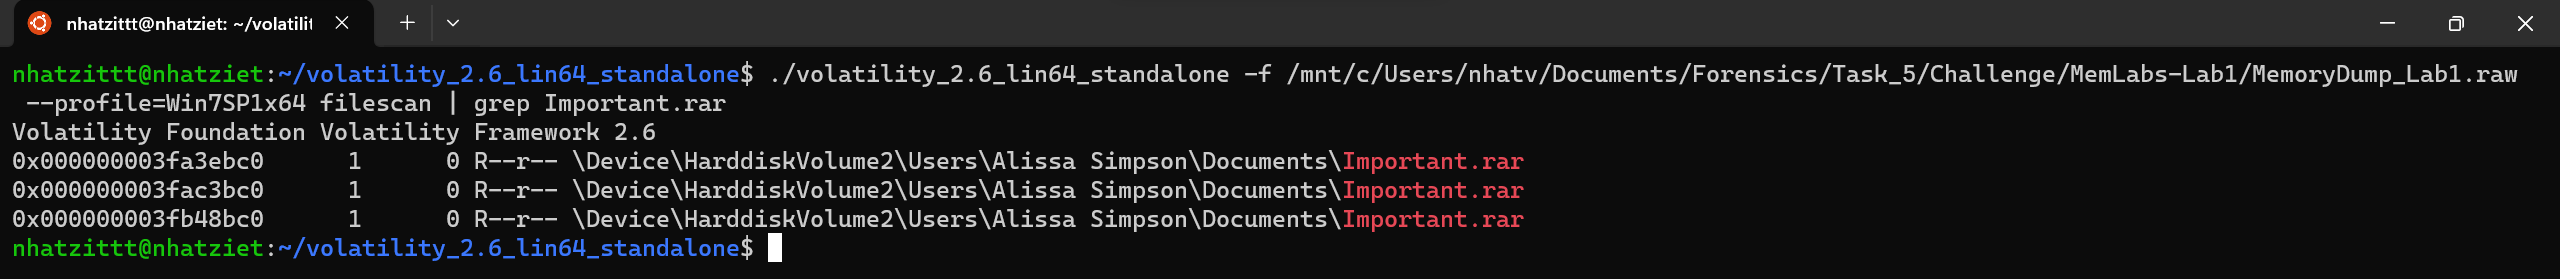 nhatzittt@nhatziet: ~/volatilit
nhatzittt@nhatziet:~/volatility_2.6_lin64_standalone$ ./volatility_2.6_lin64_standalone -f /mnt/c/Users/nhatv/Documents/Forensics/Task_5/Challenge/MemLabs-Lab1/MemoryDump_Lab1.raw
--profile=Win7SP1x64 filescan | grep Important.rar
Volatility Foundation Volatility Framework 2.6
0x000000003fa3ebc0      1      0 R--r-- \Device\HarddiskVolume2\Users\Alissa Simpson\Documents\Important.rar
0x000000003fac3bc0      1      0 R--r-- \Device\HarddiskVolume2\Users\Alissa Simpson\Documents\Important.rar
0x000000003fb48bc0      1      0 R--r-- \Device\HarddiskVolume2\Users\Alissa Simpson\Documents\Important.rar
nhatzittt@nhatziet:~/volatility_2.6_lin64_standalone$